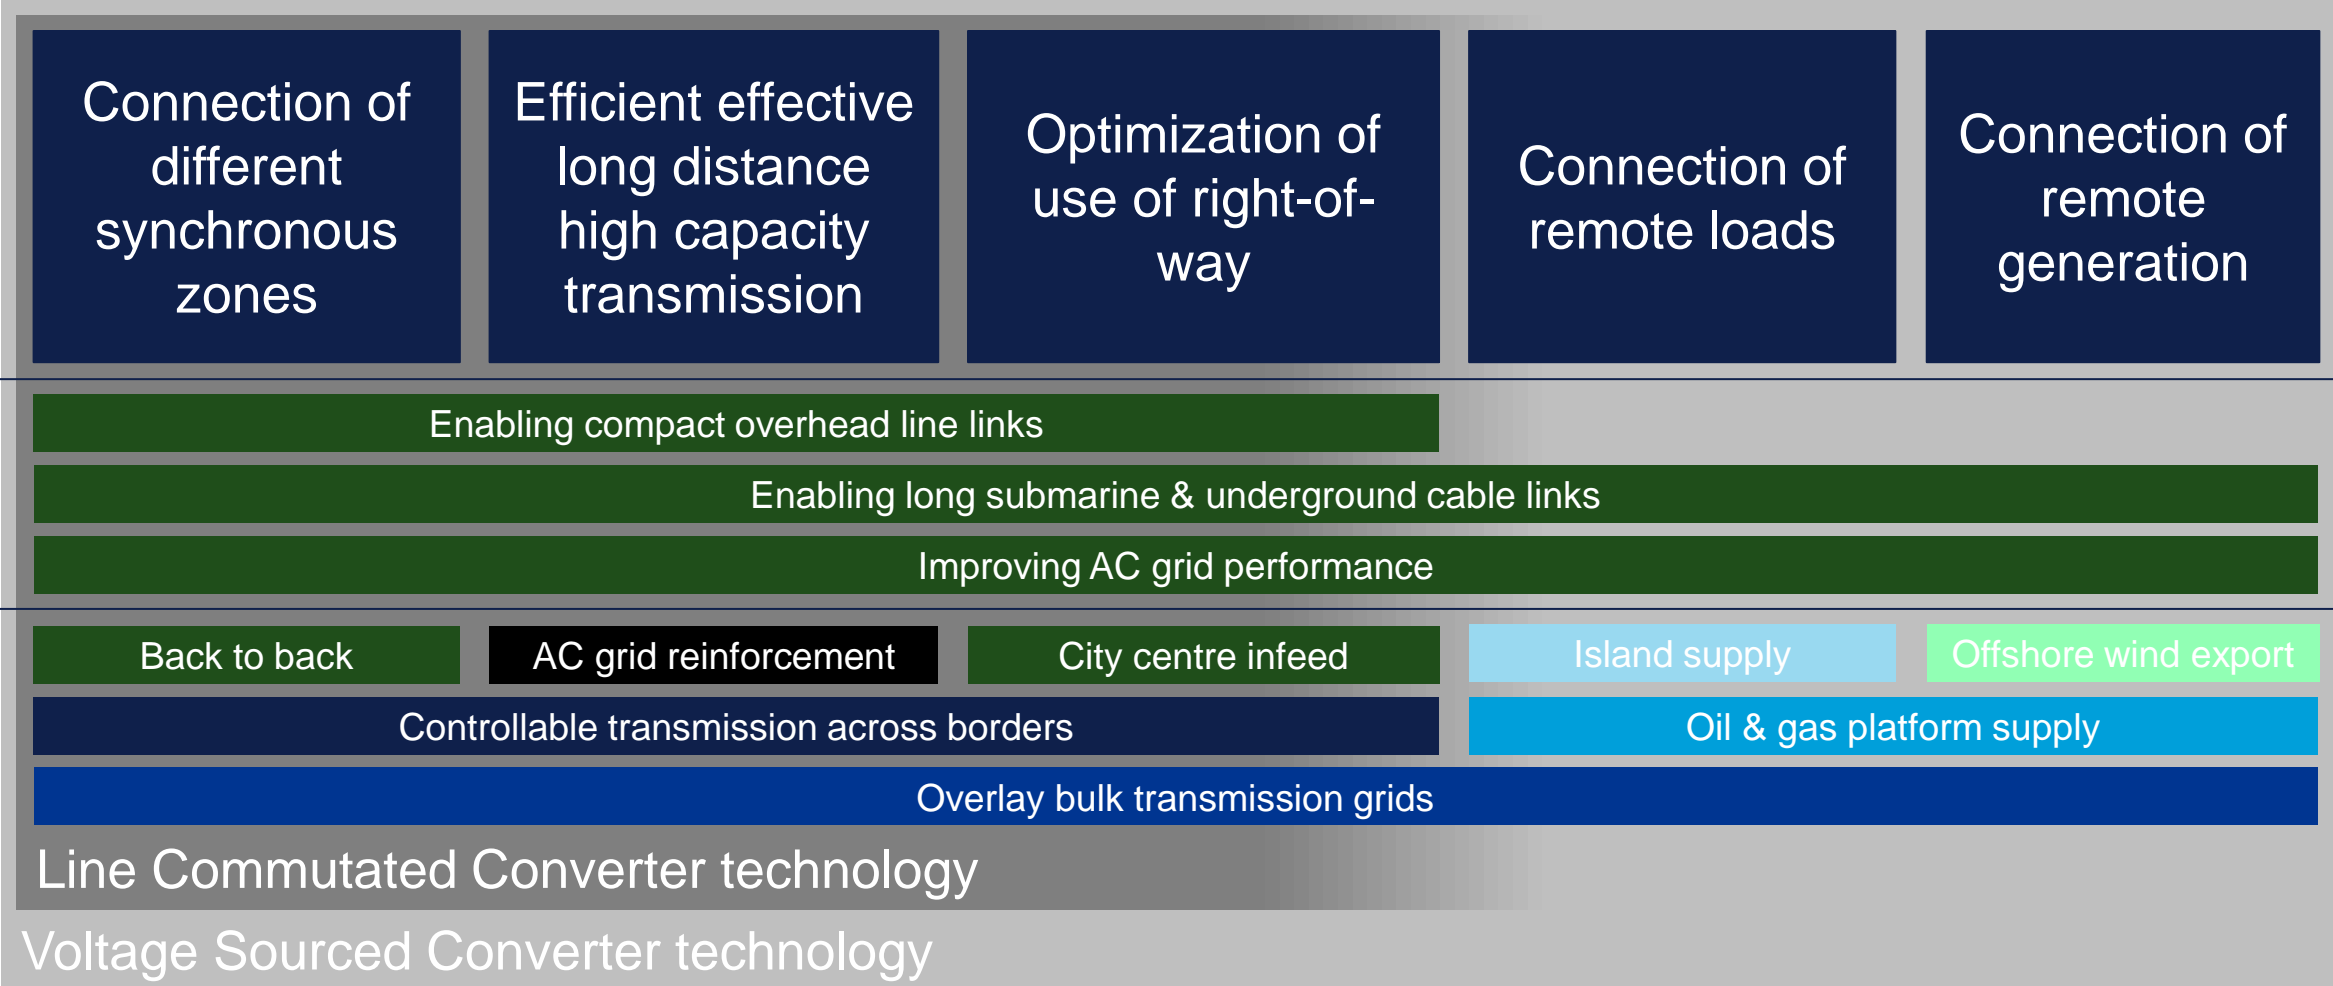 Connection of
different
synchronous
zones
Efficient effective
long distance
high capacity
transmission
Optimization of
use of right-of-
way
Connection of
remote loads
Connection of
remote
generation
Enabling compact overhead line links
Enabling long submarine & underground cable links
Improving AC grid performance
Back to back
AC grid reinforcement
City centre infeed
Island supply
Offshore wind export
Controllable transmission across borders
Oil & gas platform supply
Overlay bulk transmission grids
Line Commutated Converter technology
Voltage Sourced Converter technology